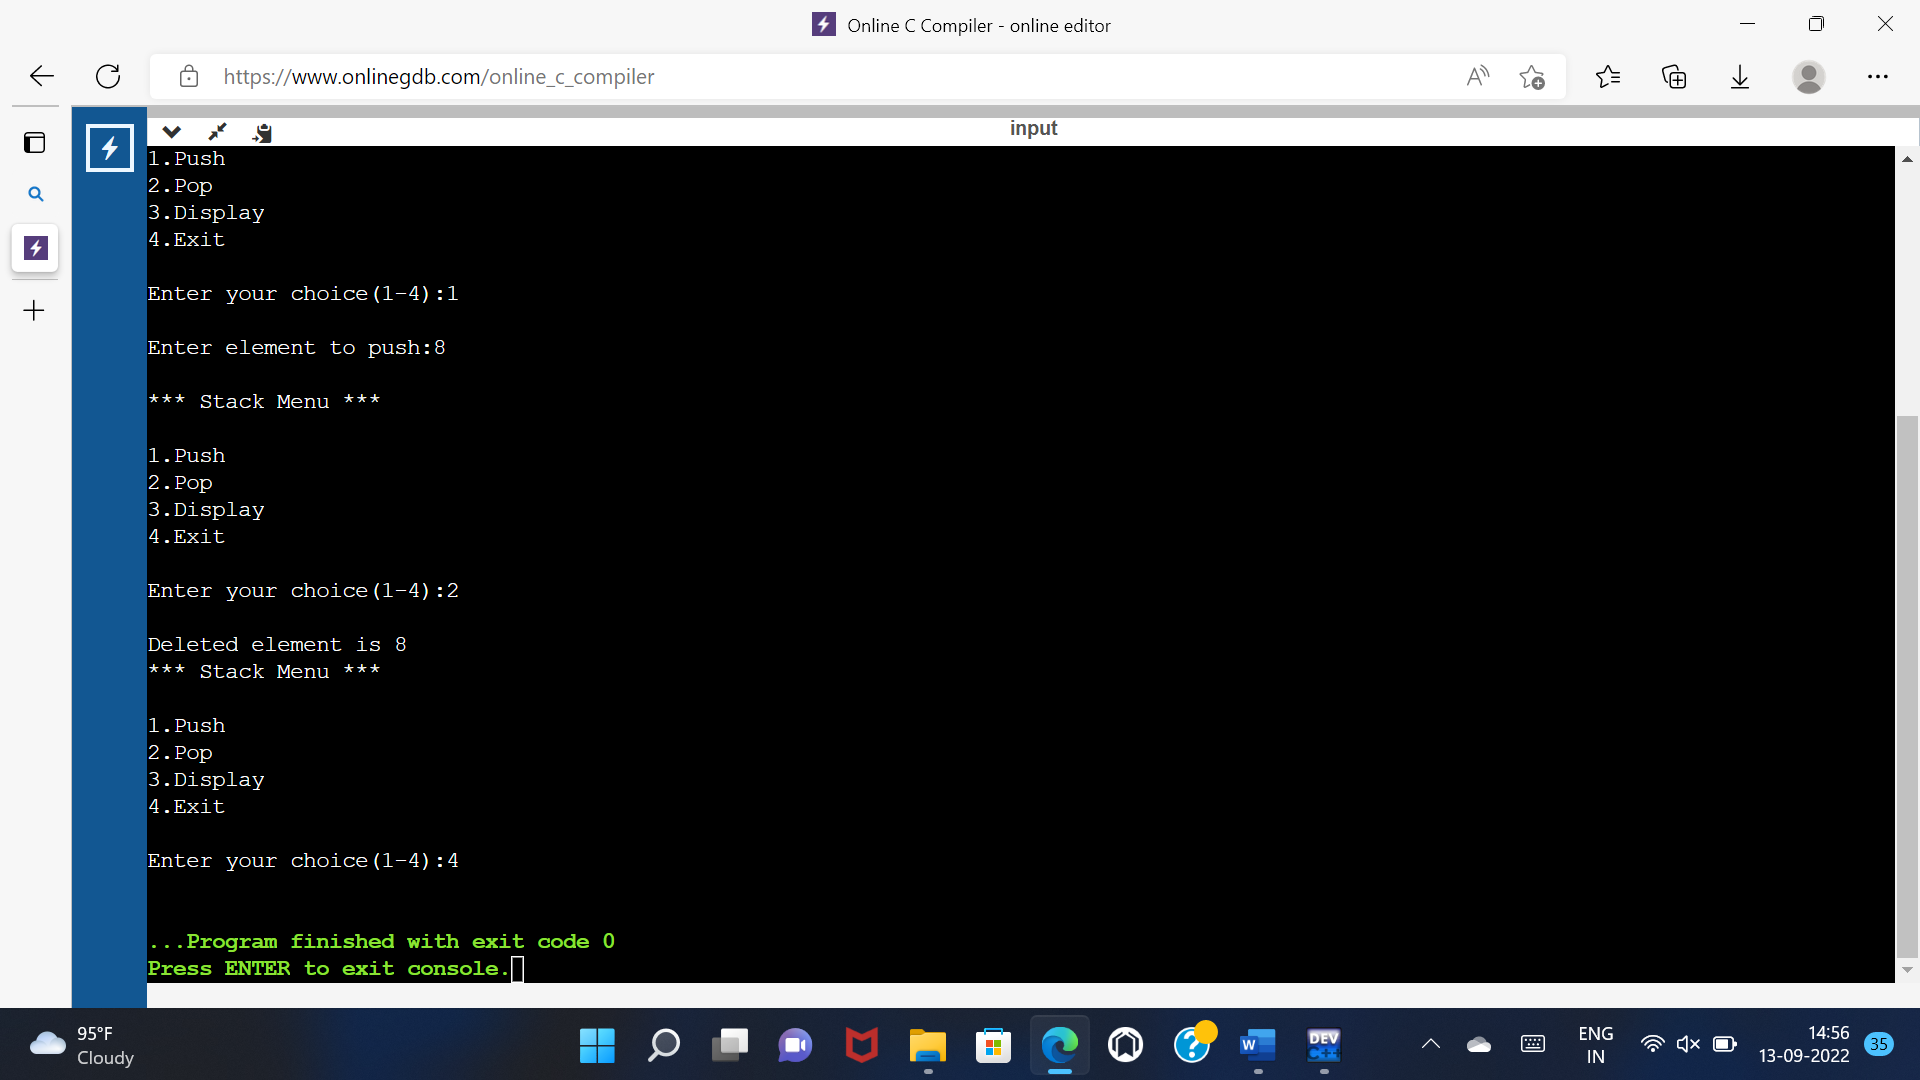 Online C Compiler - online editor
https://www.onlinegdb.com/online_c_compiler
input
1.Push
2.Pop
3.Display
4.Exit
Enter your choice(1-4):1
Enter element to push:8
*** Stack Menu ***
1.Push
2.Pop
3.Display
4.Exit
Enter your choice(1-4):2
Deleted element is 8
*** Stack Menu ***
1.Push
2.Pop
3.Display
4.Exit
Enter your choice(1-4):4
...Program finished with exit code 0
Press ENTER to exit console.
95°F
Cloudy
W
DEV
C++
ENG
IN
14:56
13-09-2022
35